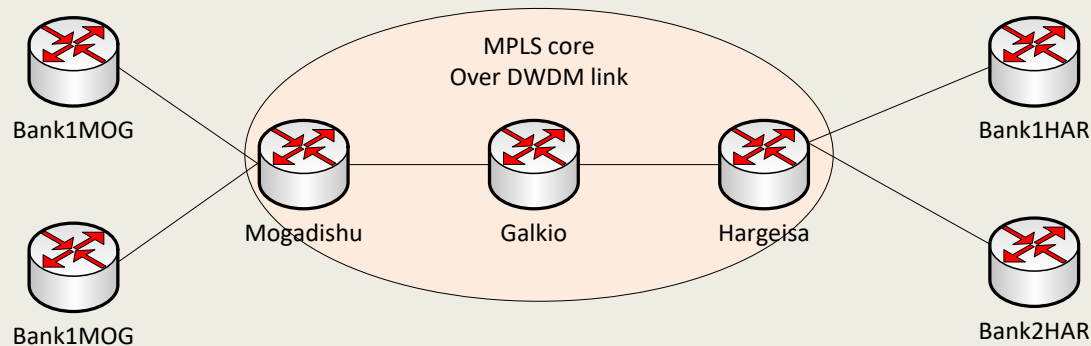 MPLS core
Over DWDM link
Bank1MOG
Bank1HAR
Mogadishu
Galkio
Hargeisa
Bank1MOG
Bank2HAR